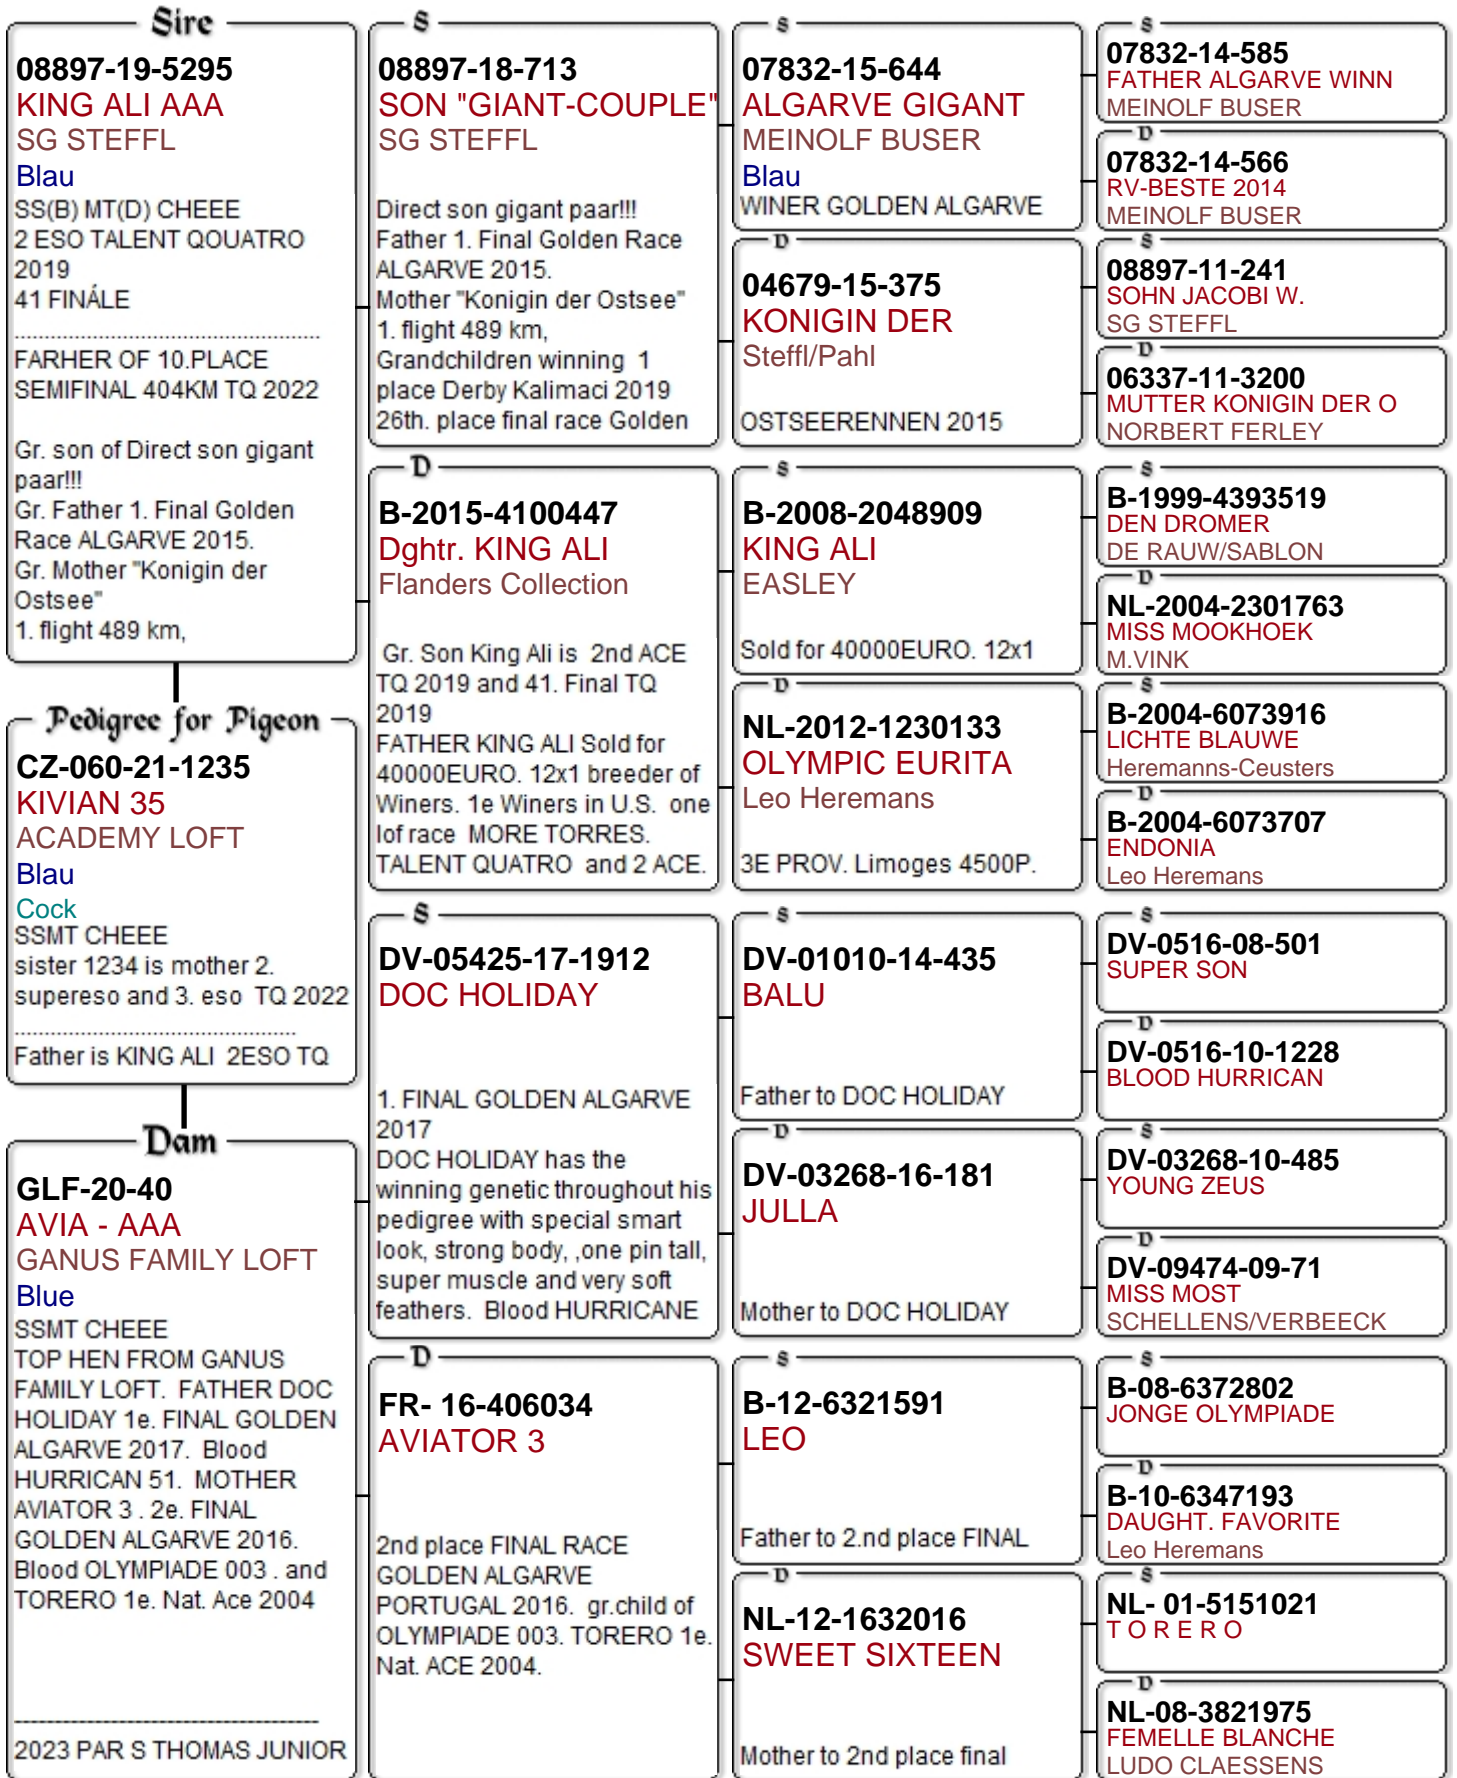 Sire
08897-19-5295
KING ALI AAA
SG STEFFL
Blau
SS(B) MT(D) CHEEE
2 ESO TALENT QOUATRO
2019
41 FINÁLE
FARHER OF 10.PLACE
SEMIFINAL 404KM TQ 2022
Gr. son of Direct son gigant
paar!!!
Gr. Father 1. Final Golden
Race ALGARVE 2015.
Gr. Mother "Konigin der
Ostsee"
1. flight 489 km,
Pedigree for Pigeon
CZ-060-21-1235
KIVIAN 35
ACADEMY LOFT
Blau
Cock
SSMT CHEEE
sister 1234 is mother 2.
supereso and 3. eso TQ 2022
Father is KING ALI 2ESO TQ
Dam
GLF-20-40
AVIA - AAA
GANUS FAMILY LOFT
Blue
SSMT CHEEE
TOP HEN FROM GANUS
FAMILY LOFT. FATHER DOC
HOLIDAY 1e. FINAL GOLDEN
ALGARVE 2017. Blood
HURRICAN 51. MOTHER
AVIATOR 3 . 2e. FINAL
GOLDEN ALGARVE 2016.
Blood OLYMPIADE 003 . and
TORERO 1e. Nat. Ace 2004
2023 PAR S THOMAS JUNIOR
S
08897-18-713
SON "GIANT-COUPLE"
SG STEFFL
Direct son gigant paar!!!
Father 1. Final Golden Race
ALGARVE 2015.
Mother "Konigin der Ostsee"
1. flight 489 km,
Grandchildren winning 1
place Derby Kalimaci 2019
26th. place final race Golden
D
B-2015-4100447
Dghtr. KING ALI
Flanders Collection
Gr. Son King Ali is 2nd ACE
TQ 2019 and 41. Final TQ
2019
FATHER KING ALI Sold for
40000EURO. 12x1 breeder of
Winers. 1e Winers in U.S. one
lof race MORE TORRES.
TALENT QUATRO and 2 ACE.
S
DV-05425-17-1912
DOC HOLIDAY
1. FINAL GOLDEN ALGARVE
2017
DOC HOLIDAY has the
winning genetic throughout his
pedigree with special smart
look, strong body, ,one pin tall,
super muscle and very soft
feathers. Blood HURRICANE
D
FR- 16-406034
AVIATOR 3
2nd place FINAL RACE
GOLDEN ALGARVE
PORTUGAL 2016. gr.child of
OLYMPIADE 003. TORERO 1e.
Nat. ACE 2004.
S
07832-15-644
ALGARVE GIGANT
MEINOLF BUSER
Blau
WINER GOLDEN ALGARVE
D
04679-15-375
KONIGIN DER
Steffl/Pahl
OSTSEERENNEN 2015
S
B-2008-2048909
KING ALI
EASLEY
Sold for 40000EURO. 12x1
D
NL-2012-1230133
OLYMPIC EURITA
Leo Heremans
3E PROV. Limoges 4500P.
S
DV-01010-14-435
BALU
Father to DOC HOLIDAY
D
DV-03268-16-181
JULLA
Mother to DOC HOLIDAY
S
B-12-6321591
LEO
Father to 2.nd place FINAL
D
NL-12-1632016
SWEET SIXTEEN
Mother to 2nd place final
S
07832-14-585
FATHER ALGARVE WINN
MEINOLF BUSER
D
07832-14-566
RV-BESTE 2014
MEINOLF BUSER
S
08897-11-241
SOHN JACOBI W.
SG STEFFL
D
06337-11-3200
MUTTER KONIGIN DER O
NORBERT FERLEY
S
B-1999-4393519
DEN DROMER
DE RAUW/SABLON
D
NL-2004-2301763
MISS MOOKHOEK
M.VINK
S
B-2004-6073916
LICHTE BLAUWE
Heremanns-Ceusters
D
B-2004-6073707
ENDONIA
Leo Heremans
S
DV-0516-08-501
SUPER SON
D
DV-0516-10-1228
BLOOD HURRICAN
S
DV-03268-10-485
YOUNG ZEUS
D
DV-09474-09-71
MISS MOST
SCHELLENS/VERBEECK
S
B-08-6372802
JONGE OLYMPIADE
D
B-10-6347193
DAUGHT. FAVORITE
Leo Heremans
S
NL- 01-5151021
T O R E R O
D
NL-08-3821975
FEMELLE BLANCHE
LUDO CLAESSENS